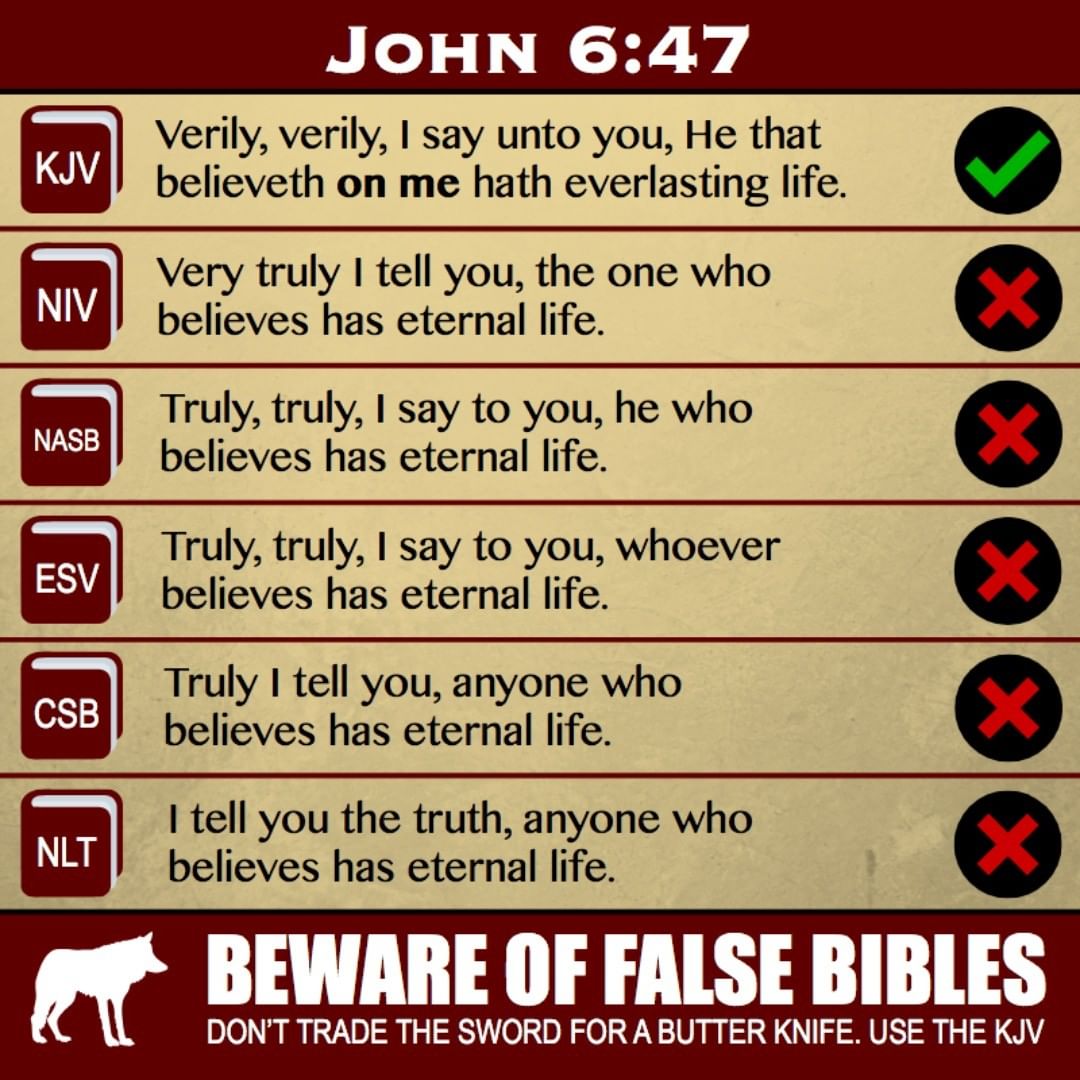 JOHN 6:47
KJV
Verily, verily, I say unto you, He that
believeth on me hath everlasting life.
NIV
Very truly I tell you, the one who
believes has eternal life.
NASB
Truly, truly, I say to you, he who
believes has eternal life.
ESV
Truly, truly, I say to you, whoever
believes has eternal life.
CSB
Truly I tell you, anyone who
believes has eternal life.
NLT
I tell you the truth, anyone who
believes has eternal life.
BEWARE OF FALSE BIBLES
DON'T TRADE THE SWORD FOR A BUTTER KNIFE. USE THE KJV